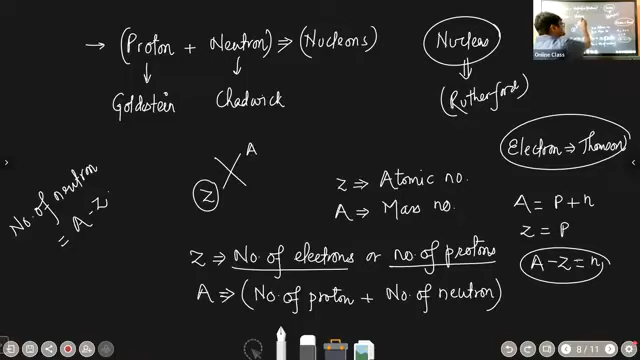 → (Proton + Neutron) ⇒ (Nucleons)
Goldstein
Chadwick
Nucleus
(Rutherford)
Online Class
Electron ⇒ Thomson
Z X A
Z ⇒ Atomic no.
A ⇒ Mass no.
A = P + n
Z = P
A - Z = n
No. of neutron
= A - Z.
Z ⇒ No. of electrons or no. of protons
A ⇒ (No. of proton + No. of neutron)
8 / 11